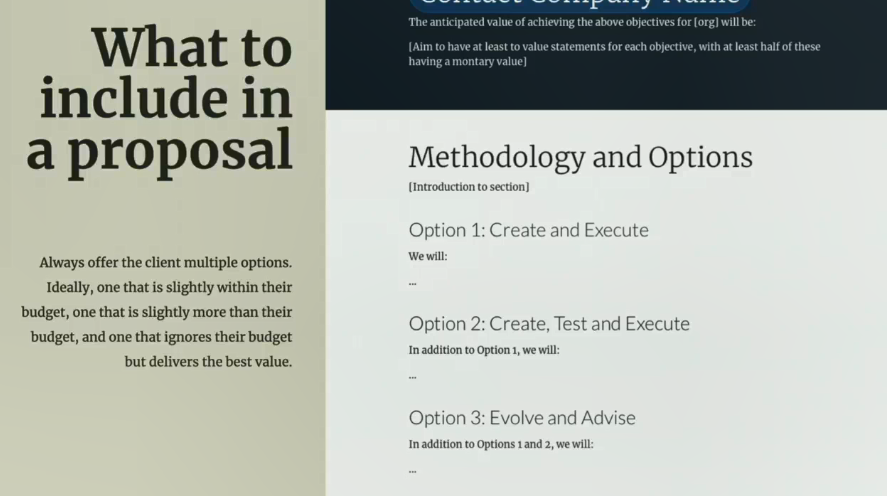 What to
include in
a proposal
Always offer the client multiple options.
Ideally, one that is slightly within their
budget, one that is slightly more than their
budget, and one that ignores their budget
but delivers the best value.
Contact Company Name
The anticipated value of achieving the above objectives for [org] will be:
[Aim to have at least to value statements for each objective, with at least half of these
having a montary value]
Methodology and Options
[Introduction to section]
Option 1: Create and Execute
We will:
...
Option 2: Create, Test and Execute
In addition to Option 1, we will:
...
Option 3: Evolve and Advise
In addition to Options 1 and 2, we will:
...